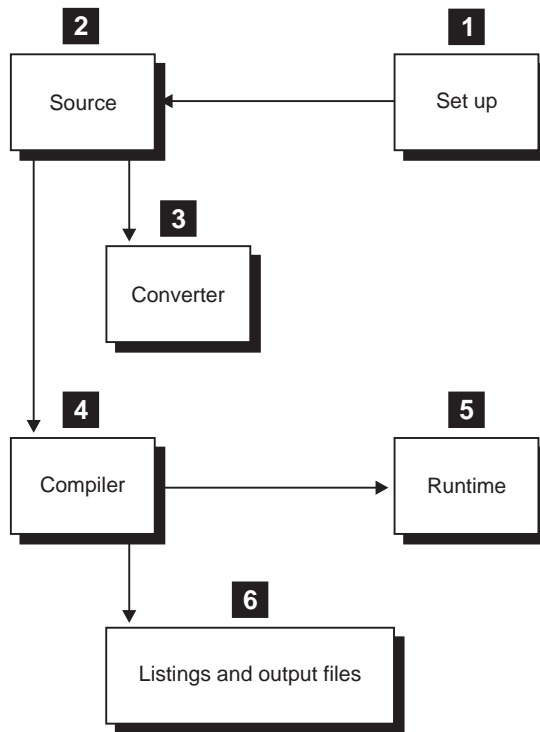 2
1
Source
Set up
3
Converter
4
5
Compiler
Runtime
6
Listings and output files